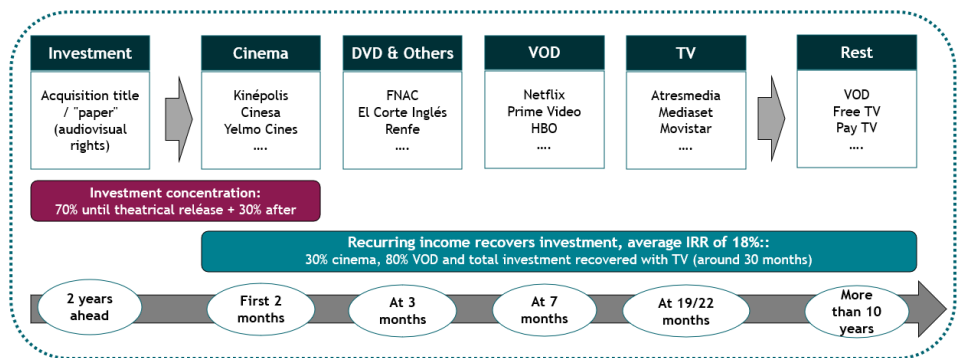 Investment
Cinema
DVD & Others
VOD
TV
Rest
Acquisition title
/ "paper"
(audiovisual
rights)
Kinépolis
Cinesa
Yelmo Cines
....
FNAC
El Corte Inglés
Renfe
....
Netflix
Prime Video
HBO
....
Atresmedia
Mediaset
Movistar
....
VOD
Free TV
Pay TV
....
Investment concentration:
70% until theatrical reléase + 30% after
Recurring income recovers investment, average IRR of 18%::
30% cinema, 80% VOD and total investment recovered with TV (around 30 months)
2 years
ahead
First 2
months
At 3
months
At 7
months
At 19/22
months
More
than 10
years